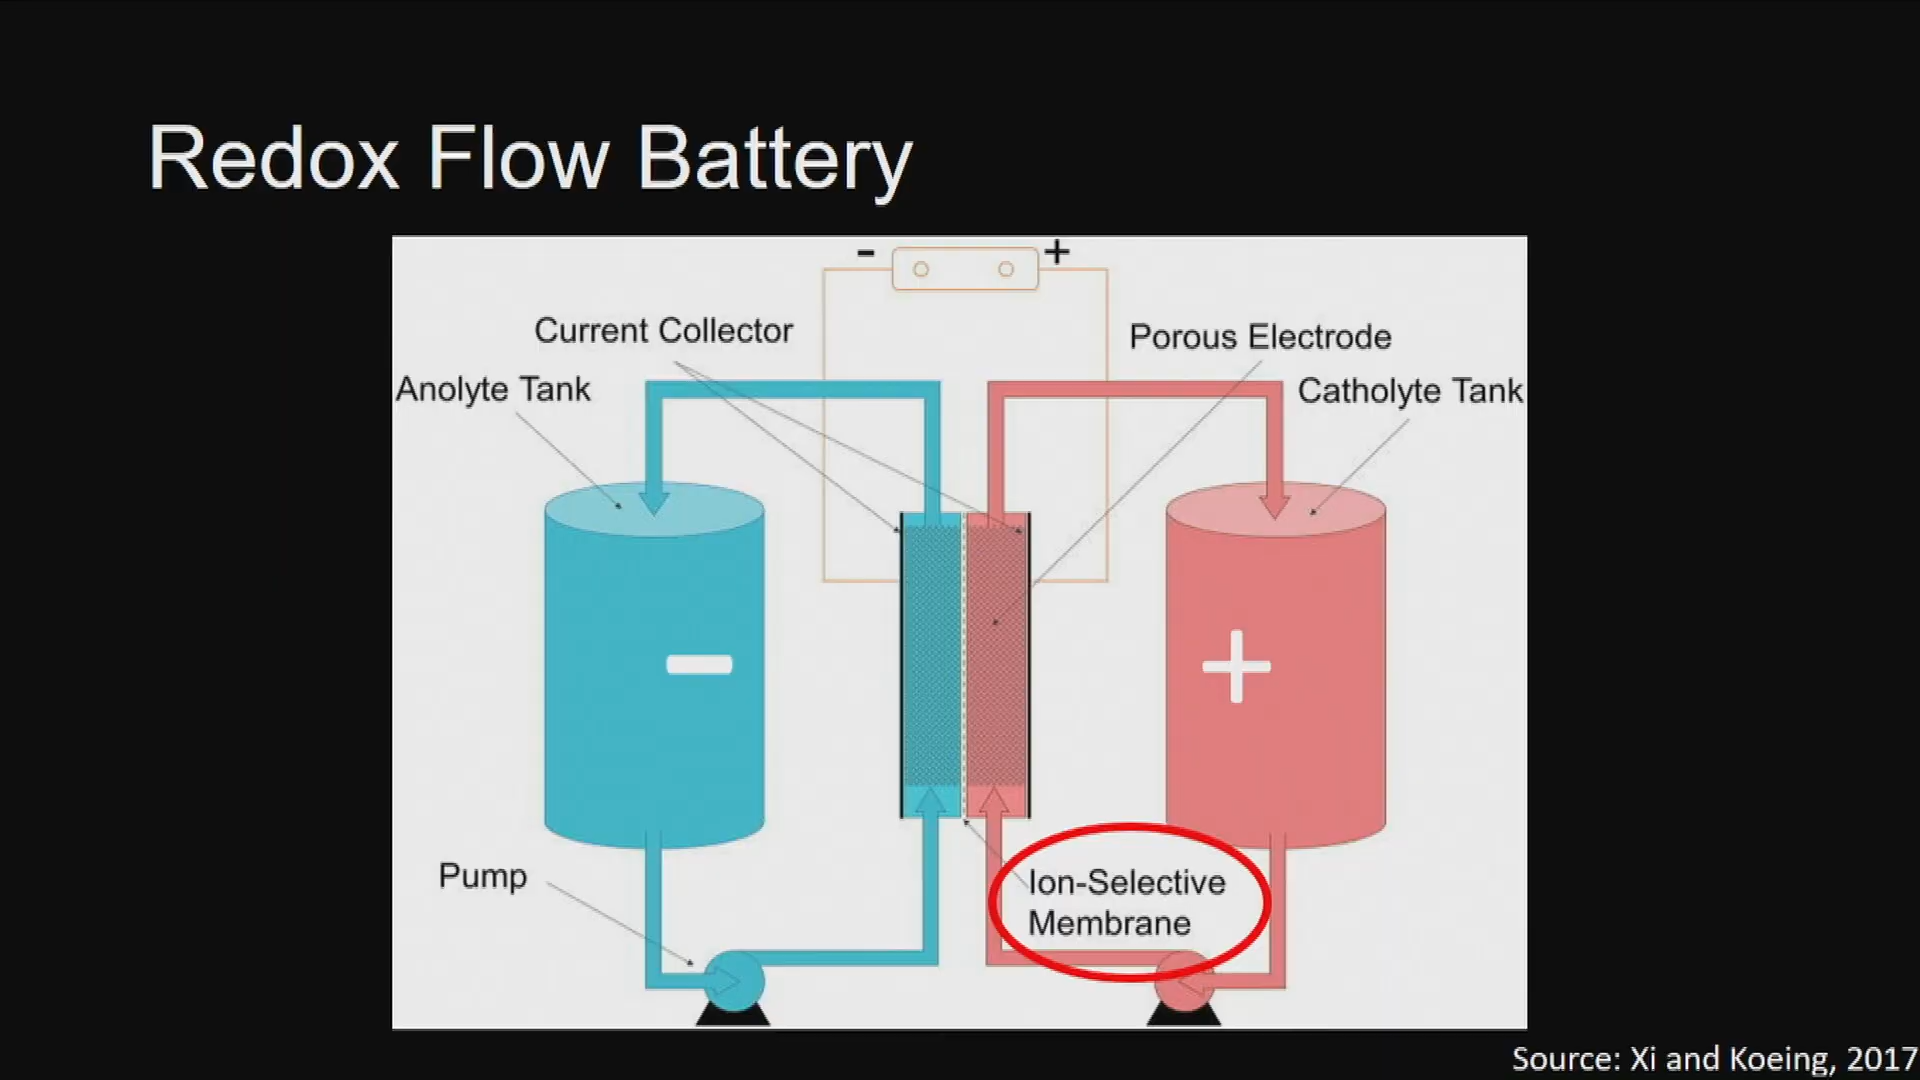 Redox Flow Battery
- +
Current Collector
Porous Electrode
Anolyte Tank
Catholyte Tank
- +
Pump
Ion-Selective
Membrane
Source: Xi and Koeing, 2017